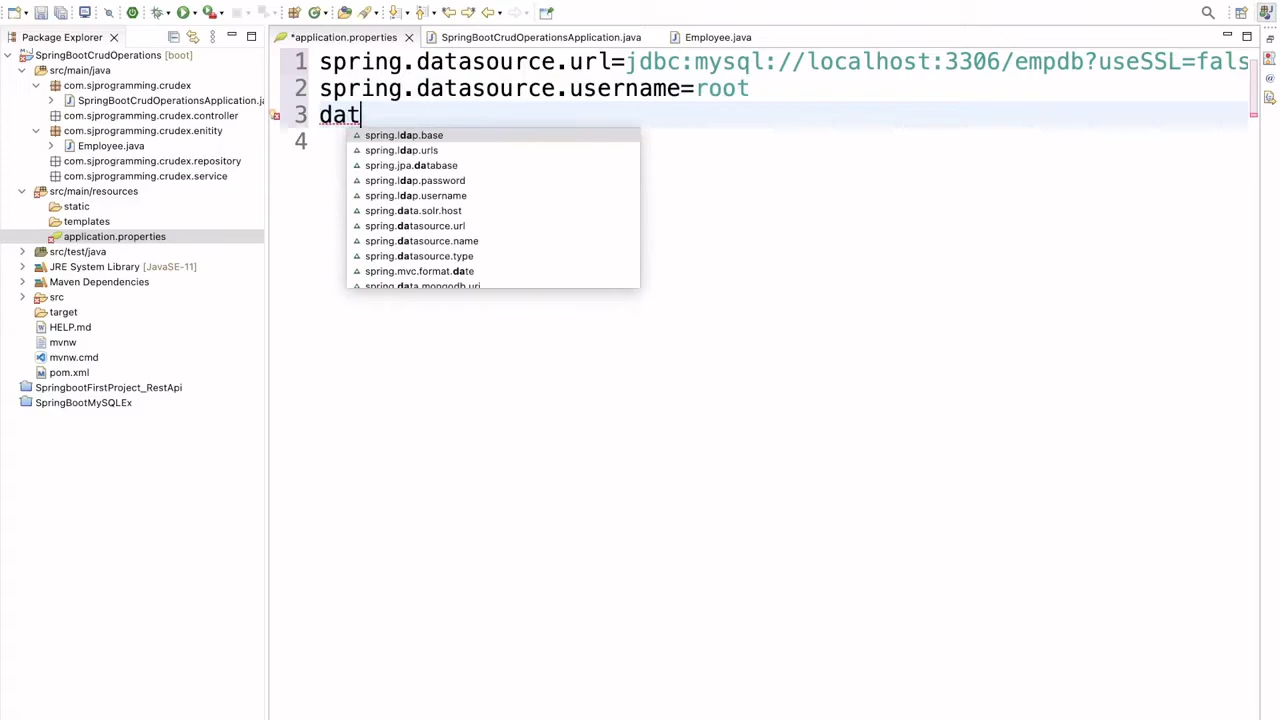 Package Explorer
SpringBootCrudOperations [boot]
src/main/java
com.sjprogramming.crudex
SpringBootCrudOperationsApplication.ja
com.sjprogramming.crudex.controller
com.sjprogramming.crudex.enitity
Employee.java
com.sjprogramming.crudex.repository
com.sjprogramming.crudex.service
src/main/resources
static
templates
application.properties
src/test/java
JRE System Library [JavaSE-11]
Maven Dependencies
src
target
HELP.md
mvnw
mvnw.cmd
pom.xml
SpringbootFirstProject_RestApi
SpringBootMySQLEx
*application.properties
SpringBootCrudOperationsApplication.java
Employee.java
1 spring.datasource.url=jdbc:mysql://localhost:3306/empdb?useSSL=fals
2 spring.datasource.username=root
3 dat
4
spring.ldap.base
spring.ldap.urls
spring.jpa.database
spring.ldap.password
spring.ldap.username
spring.data.solr.host
spring.datasource.url
spring.datasource.name
spring.datasource.type
spring.mvc.format.date
spring.data.mongodb.uri